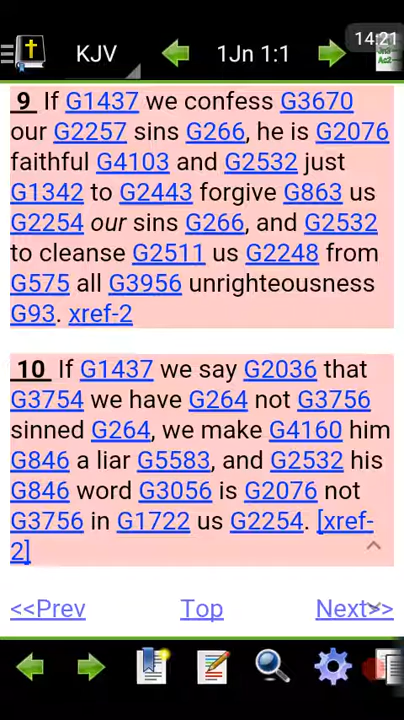 KJV 1Jn 1:1 14:21
9 If G1437 we confess G3670
our G2257 sins G266, he is G2076
faithful G4103 and G2532 just
G1342 to G2443 forgive G863 us
G2254 our sins G266, and G2532
to cleanse G2511 us G2248 from
G575 all G3956 unrighteousness
G93. xref-2
10 If G1437 we say G2036 that
G3754 we have G264 not G3756
sinned G264, we make G4160 him
G846 a liar G5583, and G2532 his
G846 word G3056 is G2076 not
G3756 in G1722 us G2254. [xref-
2]
<<Prev Top Next>>